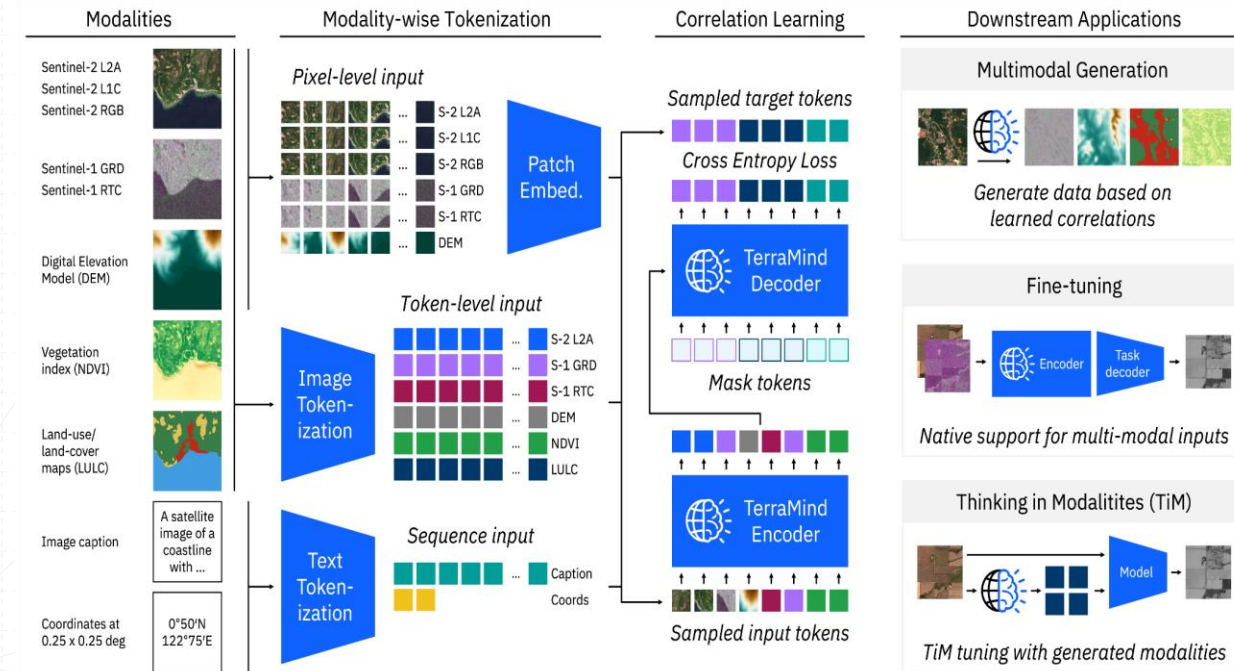 Modalities
Sentinel-2 L2A
Sentinel-2 L1C
Sentinel-2 RGB
Sentinel-1 GRD
Sentinel-1 RTC
Digital Elevation
Model (DEM)
Vegetation
index (NDVI)
Land-use/
land-cover
maps (LULC)
Image caption
A satellite
image of a
coastline
with ...
Coordinates at
0.25 x 0.25 deg
0°50'N
122°75'E
Modality-wise Tokenization
Pixel-level input
... S-2 L2A
... S-2 L1C
... S-2 RGB
... S-1 GRD
... S-1 RTC
... DEM
Patch
Embed.
Token-level input
Image
Token-
ization
... S-2 L2A
... S-1 GRD
... S-1 RTC
... DEM
... NDVI
... LULC
Text
Token-
ization
Sequence input
... Caption
Coords
Correlation Learning
Sampled target tokens
Cross Entropy Loss
TerraMind
Decoder
Mask tokens
TerraMind
Encoder
Sampled input tokens
Downstream Applications
Multimodal Generation
Generate data based on
learned correlations
Fine-tuning
Encoder
Task
decoder
Native support for multi-modal inputs
Thinking in Modalitites (TiM)
Model
TiM tuning with generated modalities